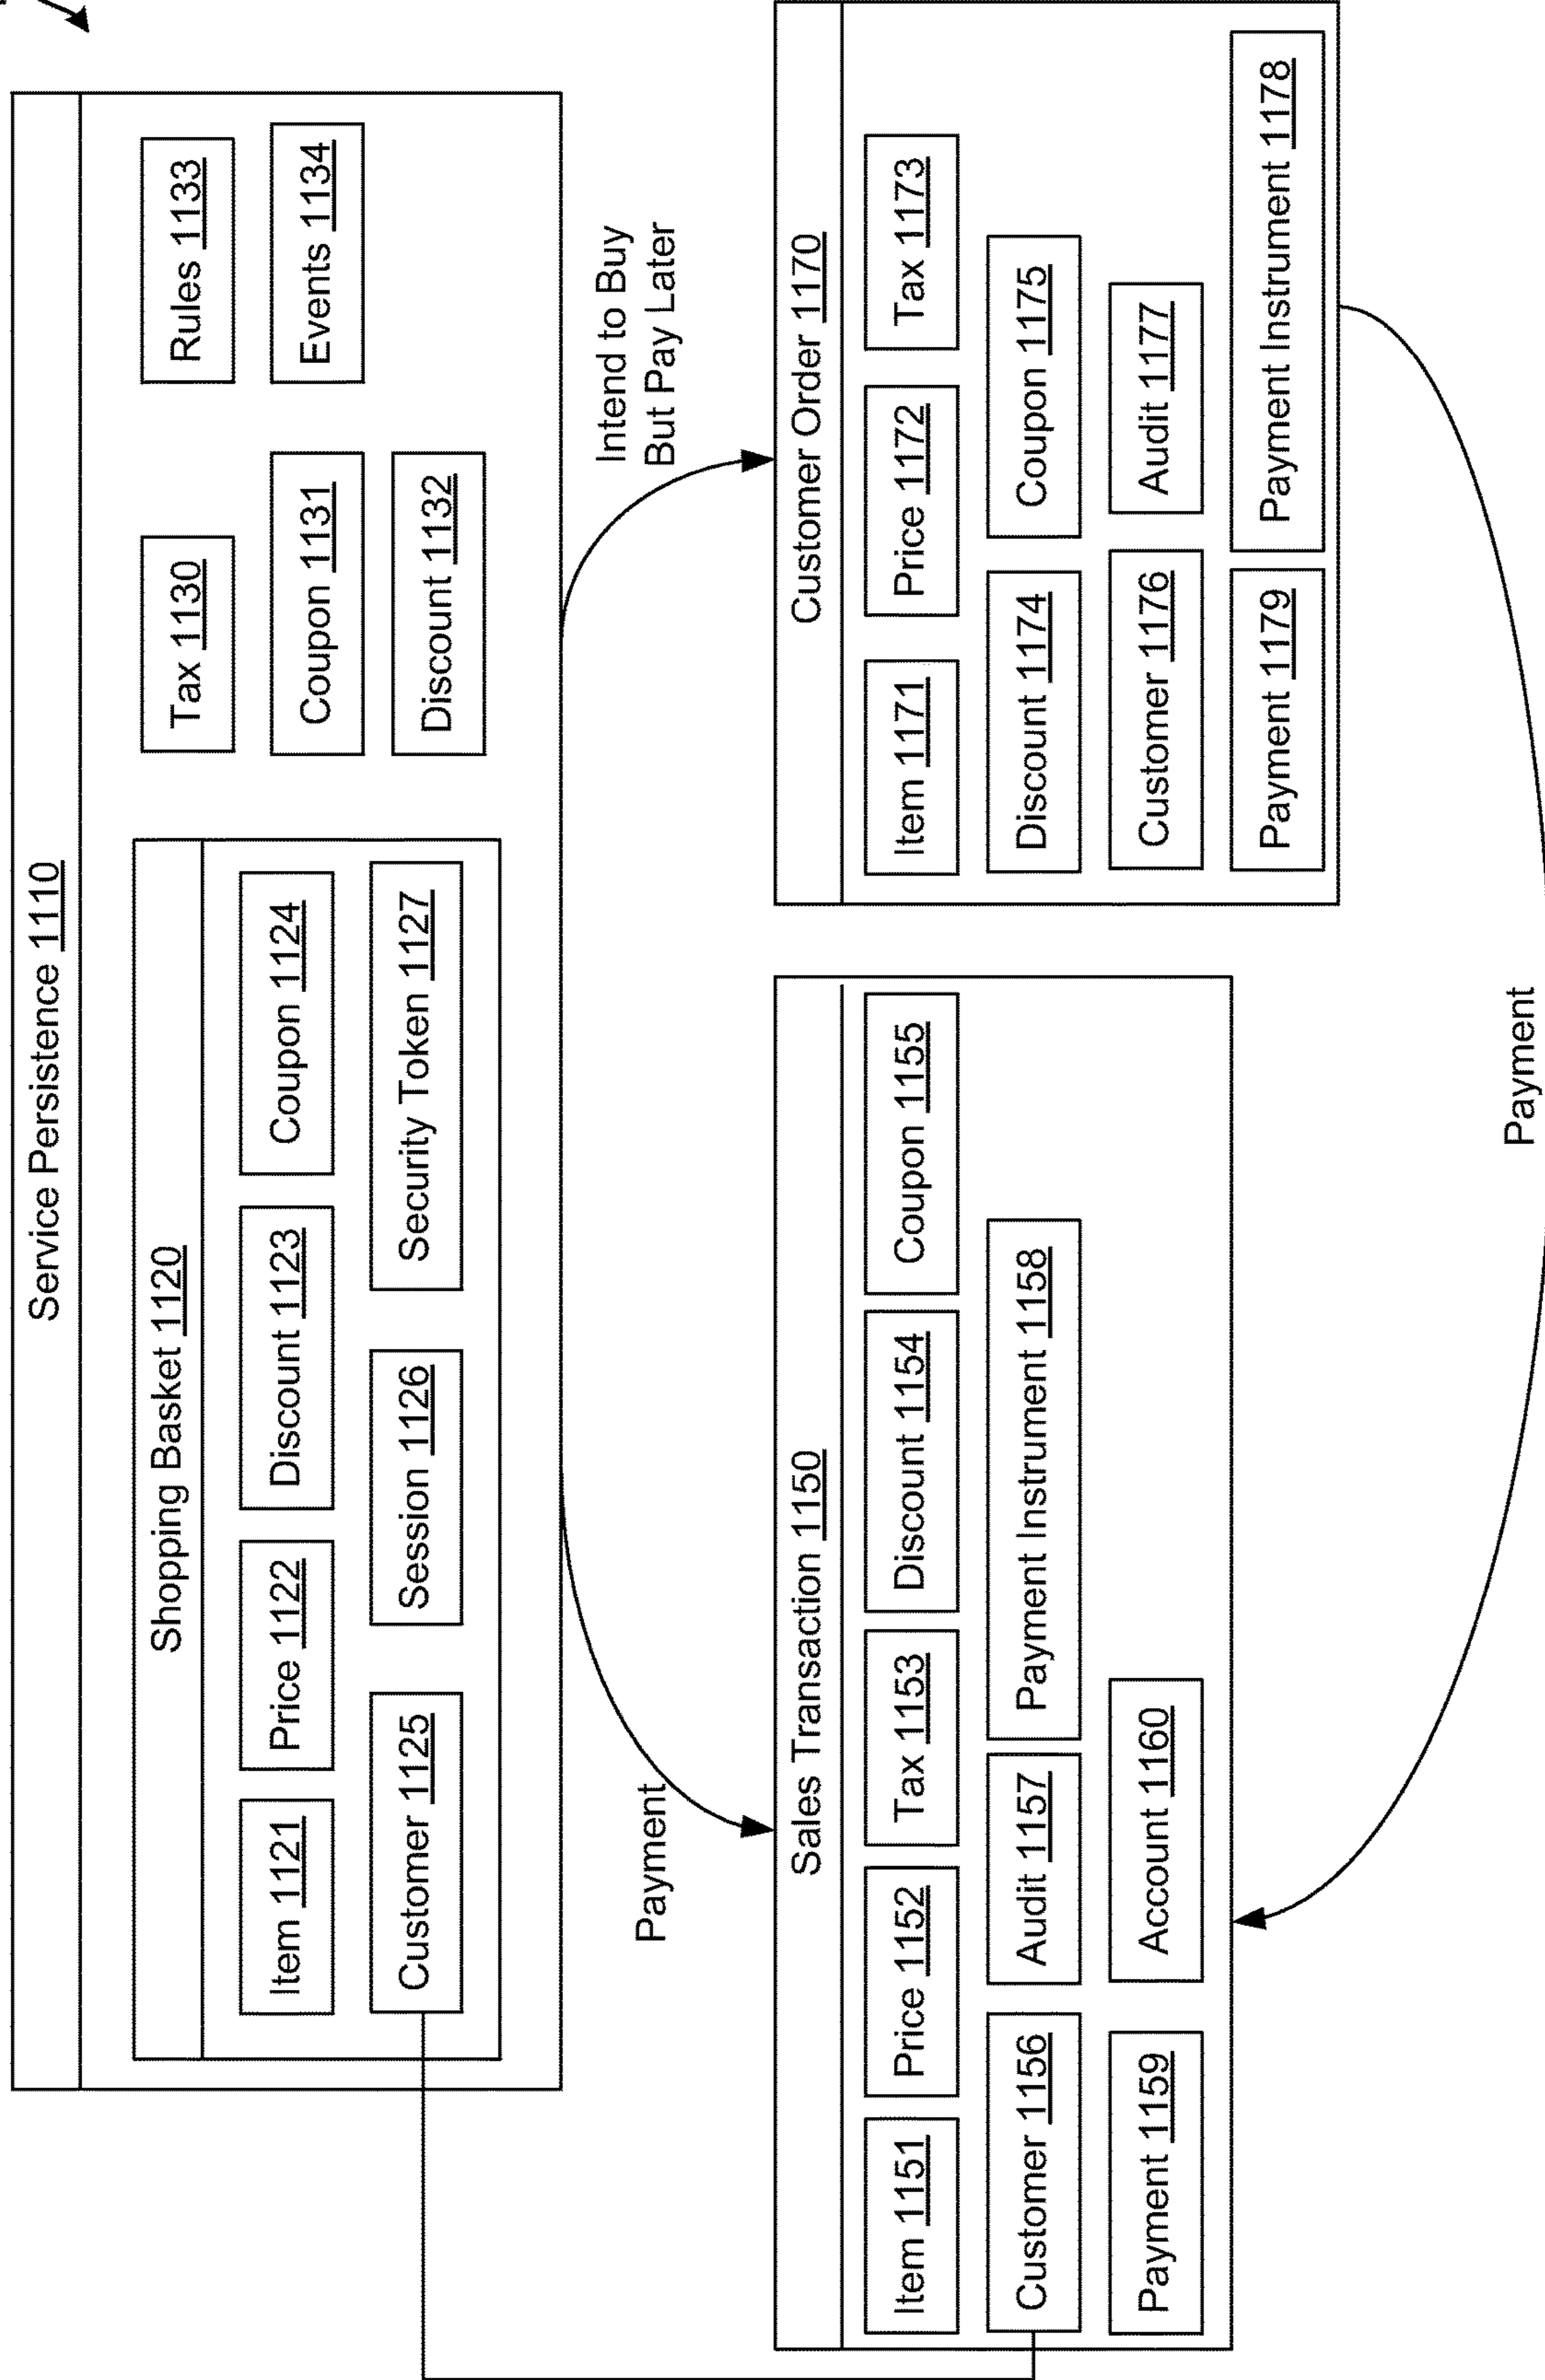 Service Persistence 1110
Shopping Basket 1120
Item 1121
Price 1122
Discount 1123
Coupon 1124
Customer 1125
Session 1126
Security Token 1127
Tax 1130
Rules 1133
Coupon 1131
Events 1134
Discount 1132
Payment
Intend to Buy
But Pay Later
Sales Transaction 1150
Item 1151
Price 1152
Tax 1153
Discount 1154
Coupon 1155
Customer 1156
Audit 1157
Payment Instrument 1158
Payment 1159
Account 1160
Customer Order 1170
Item 1171
Price 1172
Tax 1173
Discount 1174
Coupon 1175
Customer 1176
Audit 1177
Payment 1179
Payment Instrument 1178
Payment